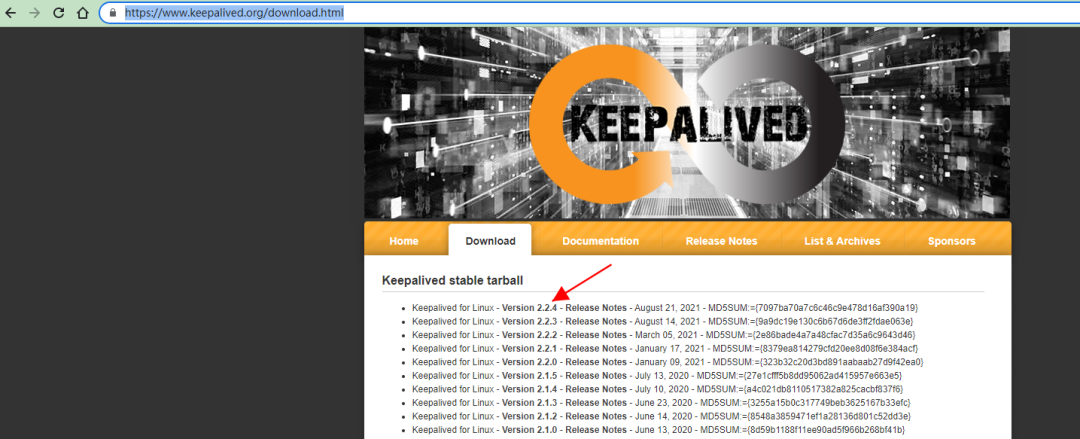 https://www.keepalived.org/download.html
KEEPALIVED
Home Download Documentation Release Notes List & Archives Sponsors
Keepalived stable tarball
Keepalived for Linux - Version 2.2.4 - Release Notes - August 21, 2021 - MD5SUM:={7097ba70a7c6c46c9e478d16af390a19}
Keepalived for Linux - Version 2.2.3 - Release Notes - August 14, 2021 - MD5SUM:={9a9dc19e130c6b67d6de3ff2fdae063e}
Keepalived for Linux - Version 2.2.2 - Release Notes - March 05, 2021 - MD5SUM:={2e86bade4a7a48cfac7d35a6c9643d46}
Keepalived for Linux - Version 2.2.1 - Release Notes - January 17, 2021 - MD5SUM:={8379ea814279cfd20ee8d08f6e384acf}
Keepalived for Linux - Version 2.2.0 - Release Notes - January 09, 2021 - MD5SUM:={323b32c20d3bd891aabaab27d9f42ea0}
Keepalived for Linux - Version 2.1.5 - Release Notes - July 13, 2020 - MD5SUM:={27e1cfff5b8dd95062ad415957e663e5}
Keepalived for Linux - Version 2.1.4 - Release Notes - July 10, 2020 - MD5SUM:={a4c021db8110517382a825cacbf837f6}
Keepalived for Linux - Version 2.1.3 - Release Notes - June 23, 2020 - MD5SUM:={3255a15b0c317749beb3625167b33efc}
Keepalived for Linux - Version 2.1.2 - Release Notes - June 14, 2020 - MD5SUM:={8548a3859471ef1a28136d801c52dd3e}
Keepalived for Linux - Version 2.1.0 - Release Notes - June 13, 2020 - MD5SUM:={8d59b1188f11ee90ad5f966b268bf41b}